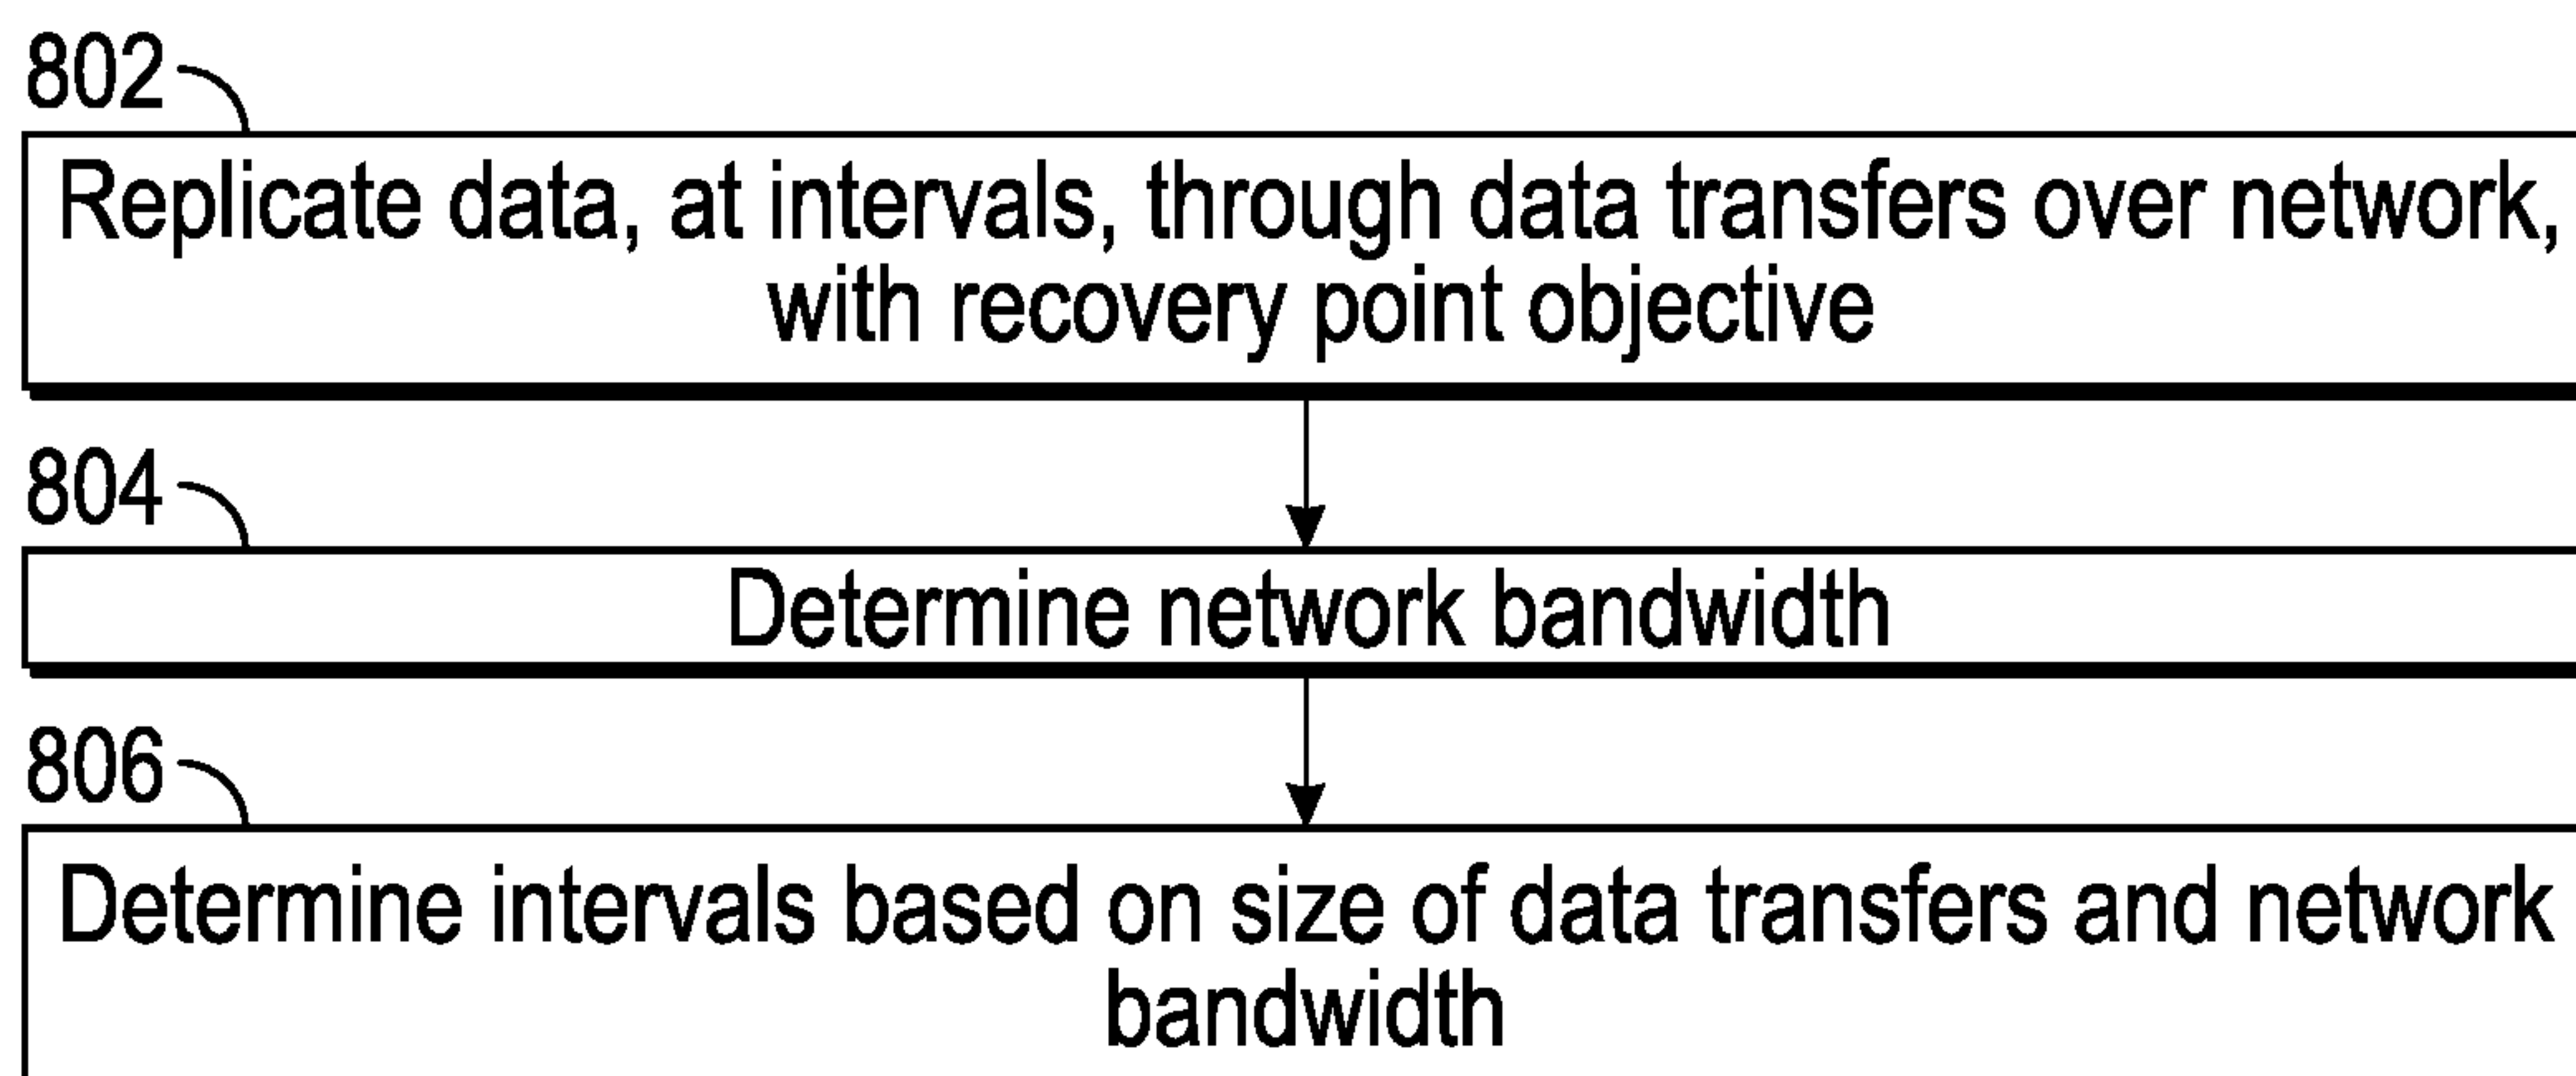 802
Replicate data, at intervals, through data transfers over network,
with recovery point objective
804
Determine network bandwidth
806
Determine intervals based on size of data transfers and network
bandwidth